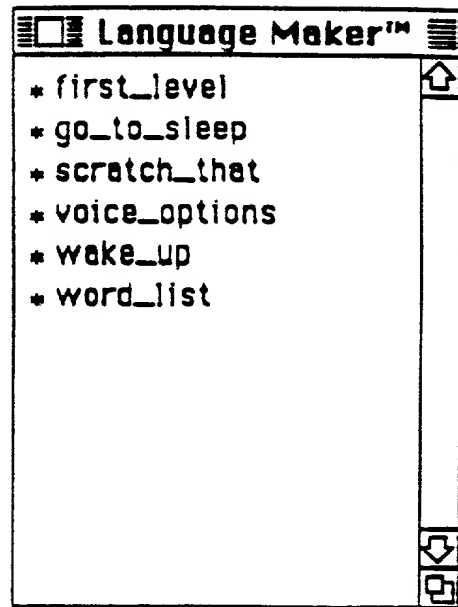 Language Maker™
* first_level
* go_to_sleep
* scratch_that
* voice_options
* wake_up
* word_list